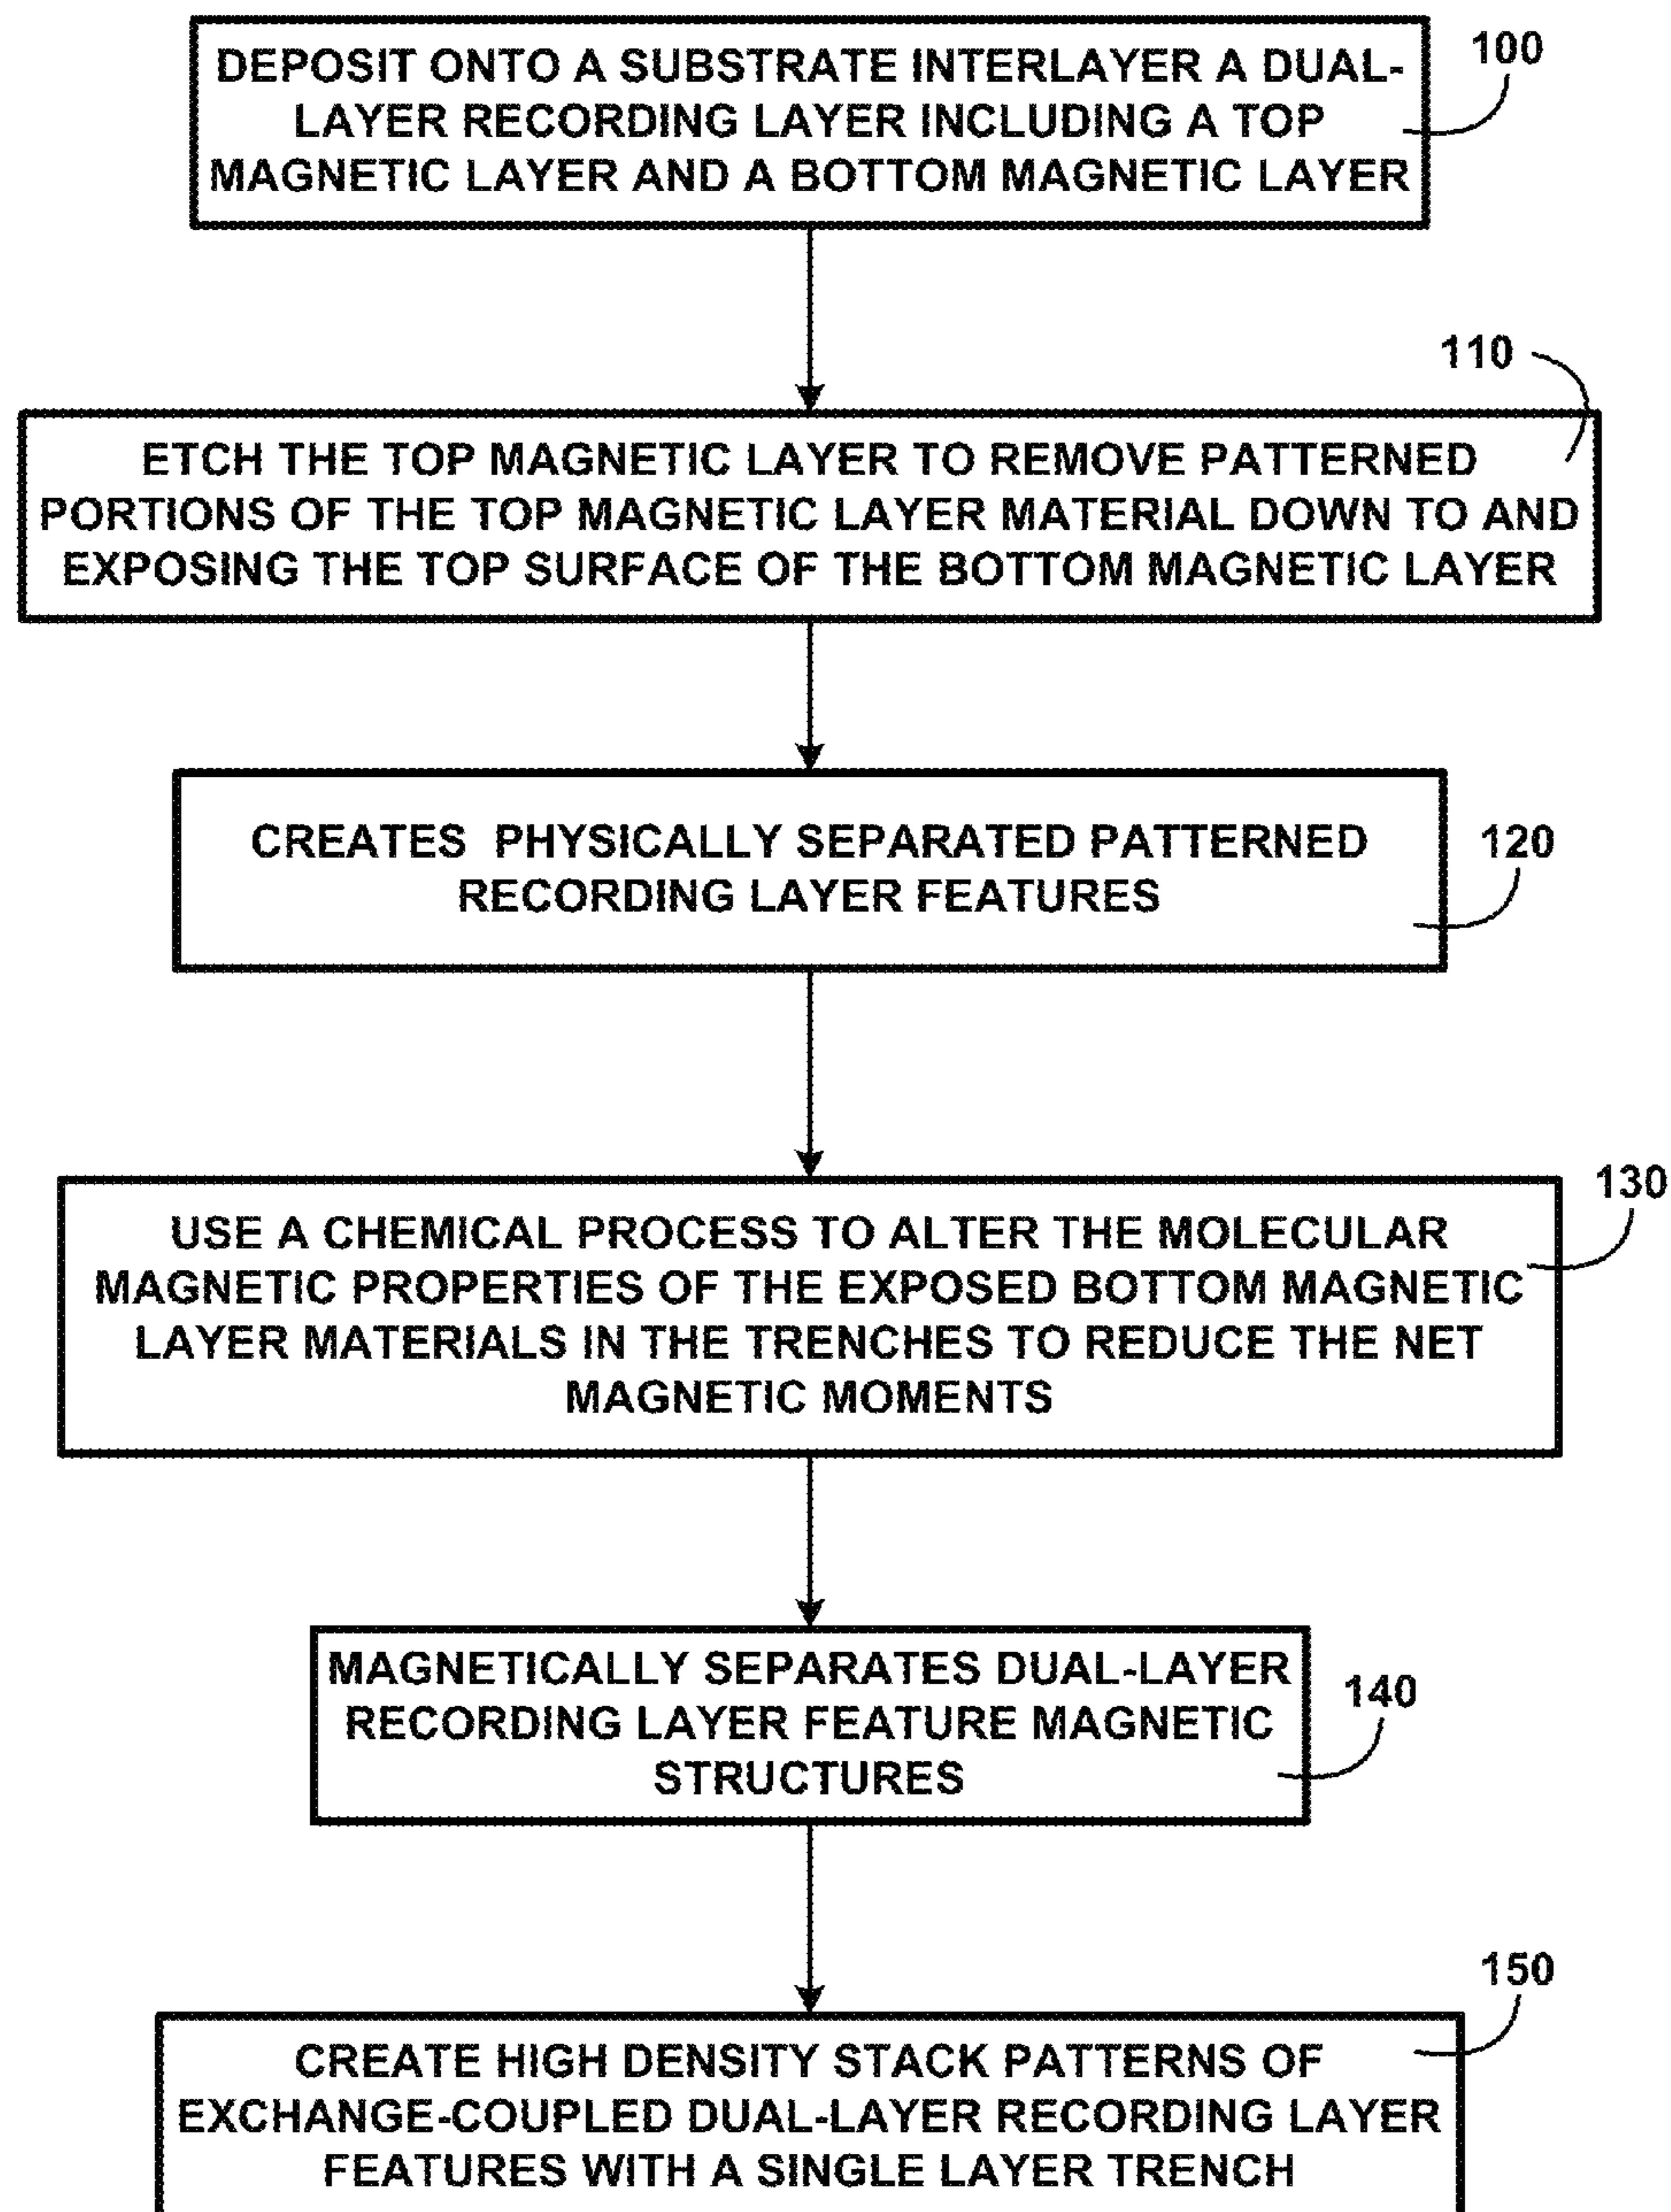 DEPOSIT ONTO A SUBSTRATE INTERLAYER A DUAL-
LAYER RECORDING LAYER INCLUDING A TOP
MAGNETIC LAYER AND A BOTTOM MAGNETIC LAYER
100
110
ETCH THE TOP MAGNETIC LAYER TO REMOVE PATTERNED
PORTIONS OF THE TOP MAGNETIC LAYER MATERIAL DOWN TO AND
EXPOSING THE TOP SURFACE OF THE BOTTOM MAGNETIC LAYER
CREATES PHYSICALLY SEPARATED PATTERNED
RECORDING LAYER FEATURES
120
130
USE A CHEMICAL PROCESS TO ALTER THE MOLECULAR
MAGNETIC PROPERTIES OF THE EXPOSED BOTTOM MAGNETIC
LAYER MATERIALS IN THE TRENCHES TO REDUCE THE NET
MAGNETIC MOMENTS
MAGNETICALLY SEPARATES DUAL-LAYER
RECORDING LAYER FEATURE MAGNETIC
STRUCTURES
140
150
CREATE HIGH DENSITY STACK PATTERNS OF
EXCHANGE-COUPLED DUAL-LAYER RECORDING LAYER
FEATURES WITH A SINGLE LAYER TRENCH